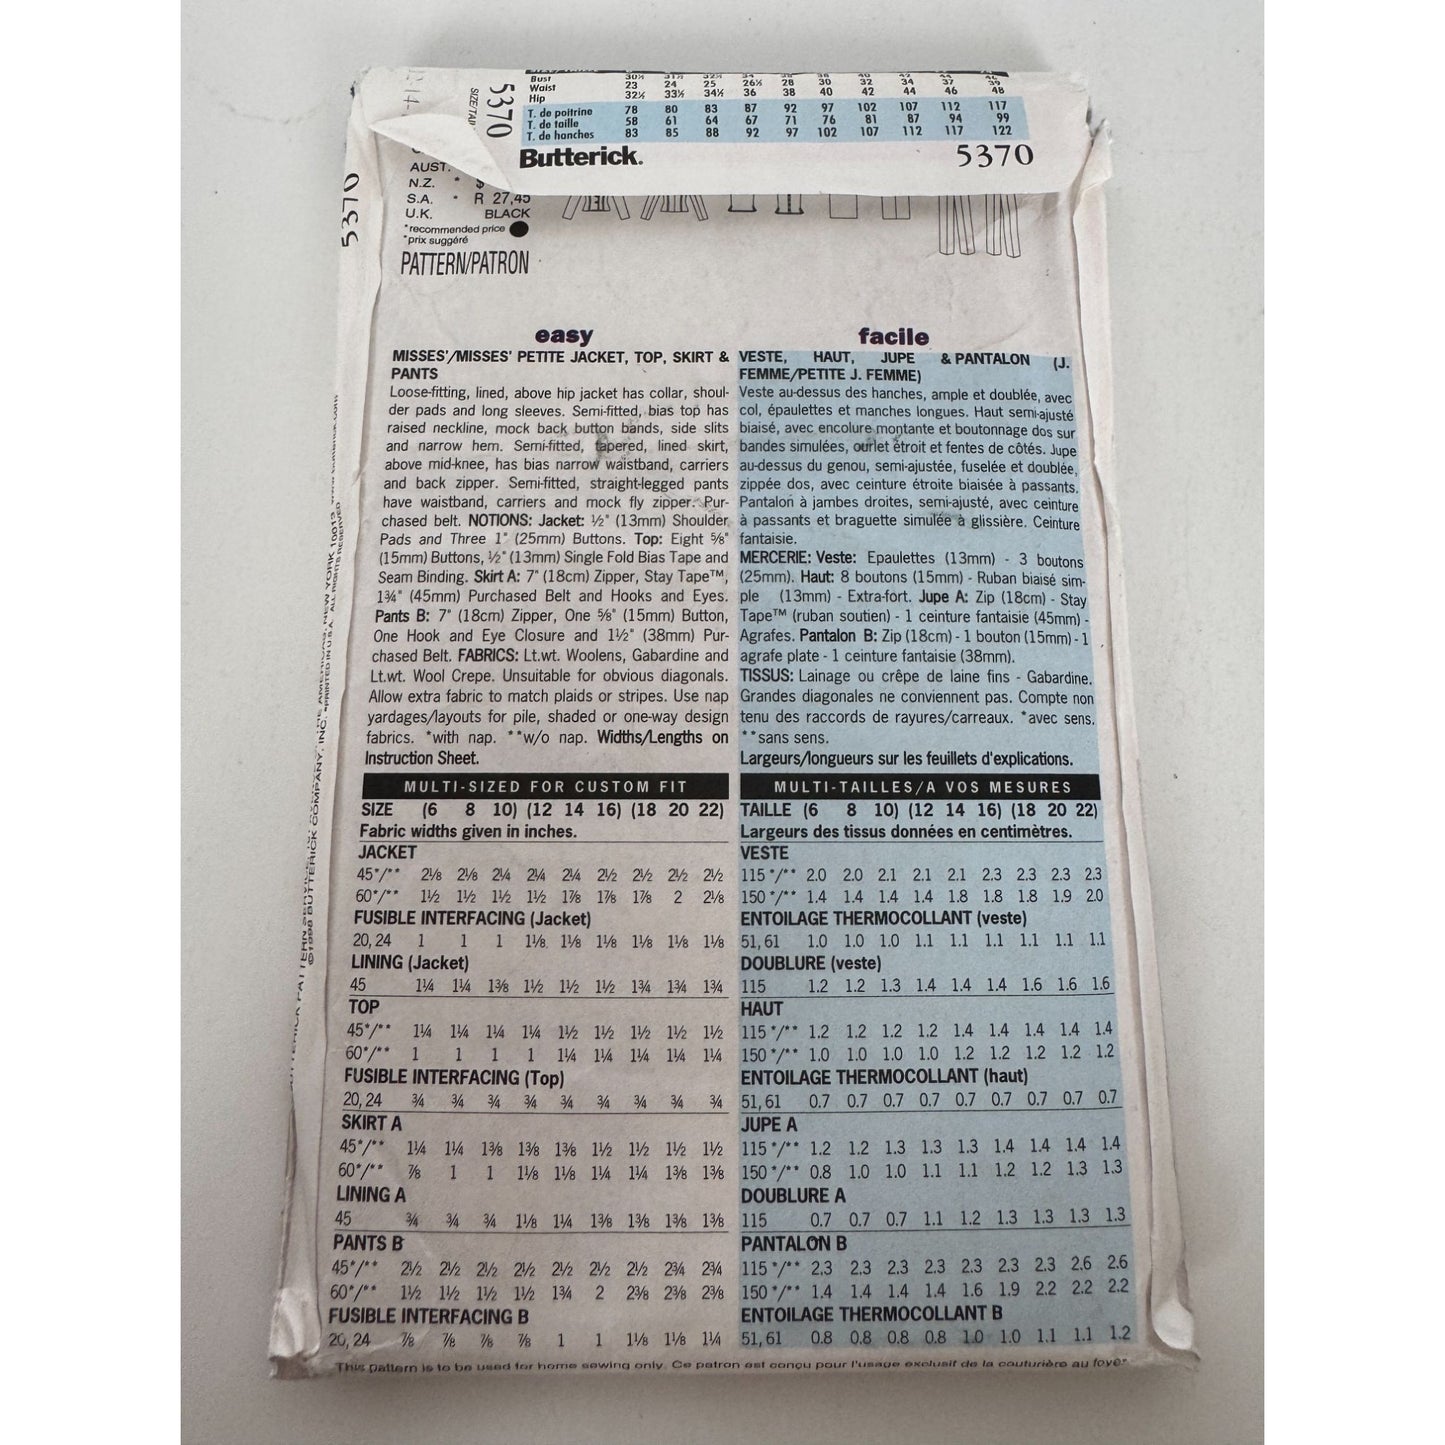 Bust 30½ 31½ 32½ 34 36 38 40 42 44 46
Waist 23 24 25 26½ 28 30 32 34 37 39
Hip 32½ 33½ 34½ 36 38 40 42 44 46 48
T. de poitrine 78 80 83 87 92 97 102 107 112 117
T. de taille 58 61 64 67 71 76 81 87 94 99
T. de hanches 83 85 88 92 97 102 107 112 117 122
Butterick. 5370
5370
5370
AUST.
N.Z. * $
S.A. * R 27,45
U.K. BLACK
*recommended price
*prix suggéré
PATTERN/PATRON
easy
MISSES'/MISSES' PETITE JACKET, TOP, SKIRT &
PANTS
Loose-fitting, lined, above hip jacket has collar, shoul-
der pads and long sleeves. Semi-fitted, bias top has
raised neckline, mock back button bands, side slits
and narrow hem. Semi-fitted, tapered, lined skirt,
above mid-knee, has bias narrow waistband, carriers
and back zipper. Semi-fitted, straight-legged pants
have waistband, carriers and mock fly zipper. Pur-
chased belt. NOTIONS: Jacket: ½" (13mm) Shoulder
Pads and Three 1" (25mm) Buttons. Top: Eight ⅝"
(15mm) Buttons, ½" (13mm) Single Fold Bias Tape and
Seam Binding. Skirt A: 7" (18cm) Zipper, Stay Tape™,
1¾" (45mm) Purchased Belt and Hooks and Eyes.
Pants B: 7" (18cm) Zipper, One ⅝" (15mm) Button,
One Hook and Eye Closure and 1½" (38mm) Pur-
chased Belt. FABRICS: Lt.wt. Woolens, Gabardine and
Lt.wt. Wool Crepe. Unsuitable for obvious diagonals.
Allow extra fabric to match plaids or stripes. Use nap
yardages/layouts for pile, shaded or one-way design
fabrics. *with nap. **w/o nap. Widths/Lengths on
Instruction Sheet.
MULTI-SIZED FOR CUSTOM FIT
SIZE (6 8 10) (12 14 16) (18 20 22)
Fabric widths given in inches.
JACKET
45*/** 2⅛ 2⅛ 2¼ 2¼ 2¼ 2½ 2½ 2½ 2½
60*/** 1½ 1½ 1½ 1½ 1⅞ 1⅞ 1⅞ 2 2⅛
FUSIBLE INTERFACING (Jacket)
20, 24 1 1 1 1⅛ 1⅛ 1⅛ 1⅛ 1⅛ 1⅛
LINING (Jacket)
45 1¼ 1¼ 1⅜ 1½ 1½ 1½ 1¾ 1¾ 1¾
TOP
45*/** 1¼ 1¼ 1¼ 1¼ 1½ 1½ 1½ 1½ 1½
60*/** 1 1 1 1 1¼ 1¼ 1¼ 1¼ 1¼
FUSIBLE INTERFACING (Top)
20, 24 ¾ ¾ ¾ ¾ ¾ ¾ ¾ ¾ ¾
SKIRT A
45*/** 1¼ 1¼ 1⅜ 1⅜ 1⅜ 1½ 1½ 1½ 1½
60*/** ⅞ 1 1 1⅛ 1⅛ 1¼ 1¼ 1⅜ 1⅜
LINING A
45 ¾ ¾ ¾ 1⅛ 1¼ 1⅜ 1⅜ 1⅜ 1⅜
PANTS B
45*/** 2½ 2½ 2½ 2½ 2½ 2½ 2½ 2¾ 2¾
60*/** 1½ 1½ 1½ 1½ 1¾ 2 2⅜ 2⅜ 2⅜
FUSIBLE INTERFACING B
20, 24 ⅞ ⅞ ⅞ ⅞ 1 1 1⅛ 1⅛ 1¼
facile
VESTE, HAUT, JUPE & PANTALON (J.
FEMME/PETITE J. FEMME)
Veste au-dessus des hanches, ample et doublée, avec
col, épaulettes et manches longues. Haut semi-ajusté
biaisé, avec encolure montante et boutonnage dos sur
bandes simulées, ourlet étroit et fentes de côtés. Jupe
au-dessus du genou, semi-ajustée, fuselée et doublée,
zippée dos, avec ceinture étroite biaisée à passants.
Pantalon à jambes droites, semi-ajusté, avec ceinture
à passants et braguette simulée à glissière. Ceinture
fantaisie.
MERCERIE: Veste: Epaulettes (13mm) - 3 boutons
(25mm). Haut: 8 boutons (15mm) - Ruban biaisé sim-
ple (13mm) - Extra-fort. Jupe A: Zip (18cm) - Stay
Tape™ (ruban soutien) - 1 ceinture fantaisie (45mm) -
Agrafes. Pantalon B: Zip (18cm) - 1 bouton (15mm) - 1
agrafe plate - 1 ceinture fantaisie (38mm).
TISSUS: Lainage ou crêpe de laine fins - Gabardine.
Grandes diagonales ne conviennent pas. Compte non
tenu des raccords de rayures/carreaux. *avec sens.
**sans sens.
Largeurs/longueurs sur les feuillets d'explications.
MULTI-TAILLES/A VOS MESURES
TAILLE (6 8 10) (12 14 16) (18 20 22)
Largeurs des tissus données en centimètres.
VESTE
115 */** 2.0 2.0 2.1 2.1 2.1 2.3 2.3 2.3 2.3
150 */** 1.4 1.4 1.4 1.4 1.8 1.8 1.8 1.9 2.0
ENTOILAGE THERMOCOLLANT (veste)
51, 61 1.0 1.0 1.0 1.1 1.1 1.1 1.1 1.1 1.1
DOUBLURE (veste)
115 1.2 1.2 1.3 1.4 1.4 1.4 1.6 1.6 1.6
HAUT
115 */** 1.2 1.2 1.2 1.2 1.4 1.4 1.4 1.4 1.4
150 */** 1.0 1.0 1.0 1.0 1.2 1.2 1.2 1.2 1.2
ENTOILAGE THERMOCOLLANT (haut)
51, 61 0.7 0.7 0.7 0.7 0.7 0.7 0.7 0.7 0.7
JUPE A
115 */** 1.2 1.2 1.3 1.3 1.3 1.4 1.4 1.4 1.4
150 */** 0.8 1.0 1.0 1.1 1.1 1.2 1.2 1.3 1.3
DOUBLURE A
115 0.7 0.7 0.7 1.1 1.2 1.3 1.3 1.3 1.3
PANTALON B
115 */** 2.3 2.3 2.3 2.3 2.3 2.3 2.3 2.6 2.6
150 */** 1.4 1.4 1.4 1.4 1.6 1.9 2.2 2.2 2.2
ENTOILAGE THERMOCOLLANT B
51, 61 0.8 0.8 0.8 0.8 1.0 1.0 1.1 1.1 1.2
This pattern is to be used for home sewing only. Ce patron est conçu pour l'usage exclusif de la couturière au foyer
©1998 BUTTERICK COMPANY, INC. *PRINTED IN U.S.A. ALL RIGHTS RESERVED